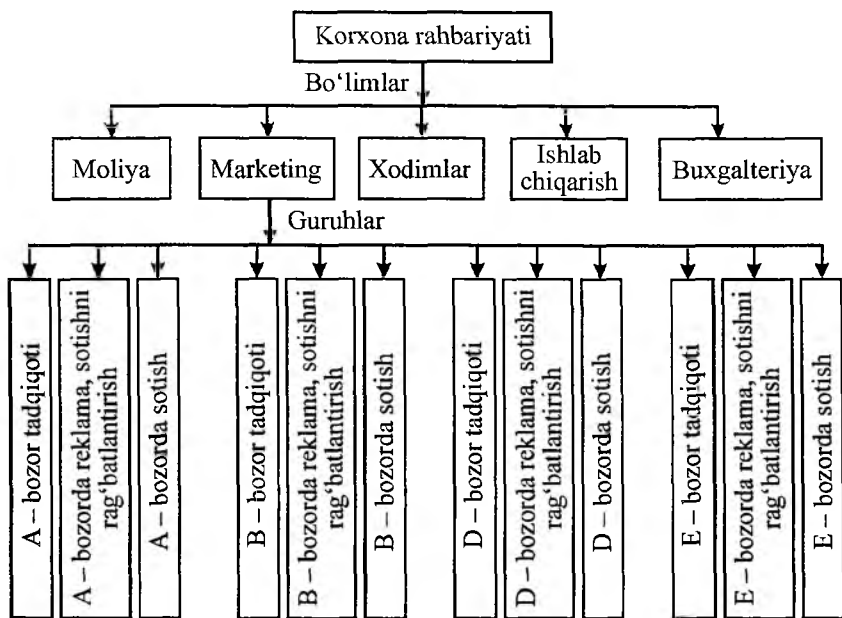 Korxona rahbariyati
Bo‘limlar
Moliya
Marketing
Xodimlar
Ishlab
chiqarish
Buxgalteriya
Guruhlar
A – bozor tadqiqoti
A – bozorda reklama, sotishni
rag‘batlantirish
A – bozorda sotish
B – bozor tadqiqoti
B – bozorda reklama, sotishni
rag‘batlantirish
B – bozorda sotish
D – bozor tadqiqoti
D – bozorda reklama, sotishni
rag‘batlantirish
D – bozorda sotish
E – bozor tadqiqoti
E – bozorda reklama, sotishni
rag‘batlantirish
E – bozorda sotish